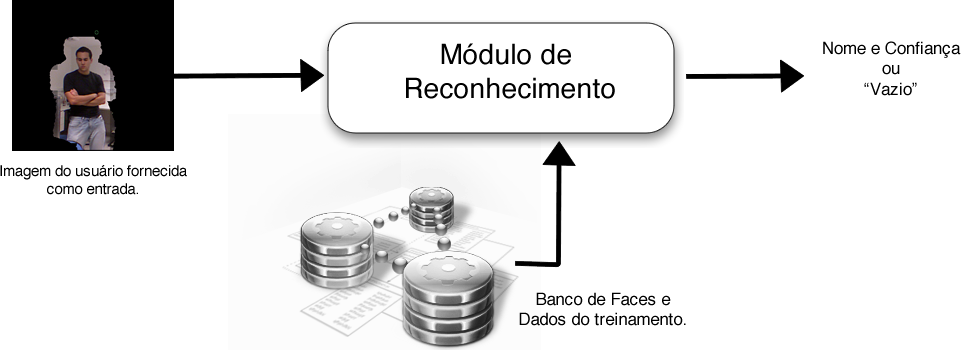 Módulo de
Reconhecimento
Nome e Confiança
ou
“Vazio”
Imagem do usuário fornecida
como entrada.
Banco de Faces e
Dados do treinamento.